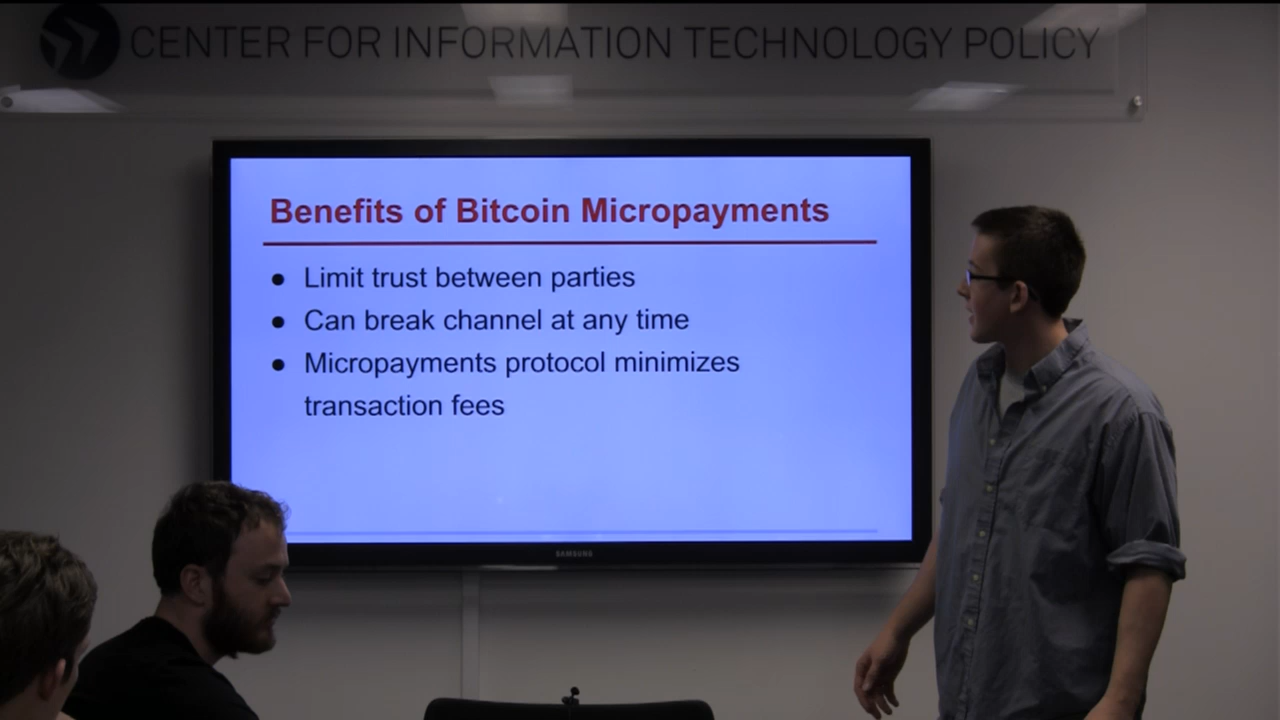 CENTER FOR INFORMATION TECHNOLOGY POLICY
Benefits of Bitcoin Micropayments
● Limit trust between parties
● Can break channel at any time
● Micropayments protocol minimizes
transaction fees
SAMSUNG